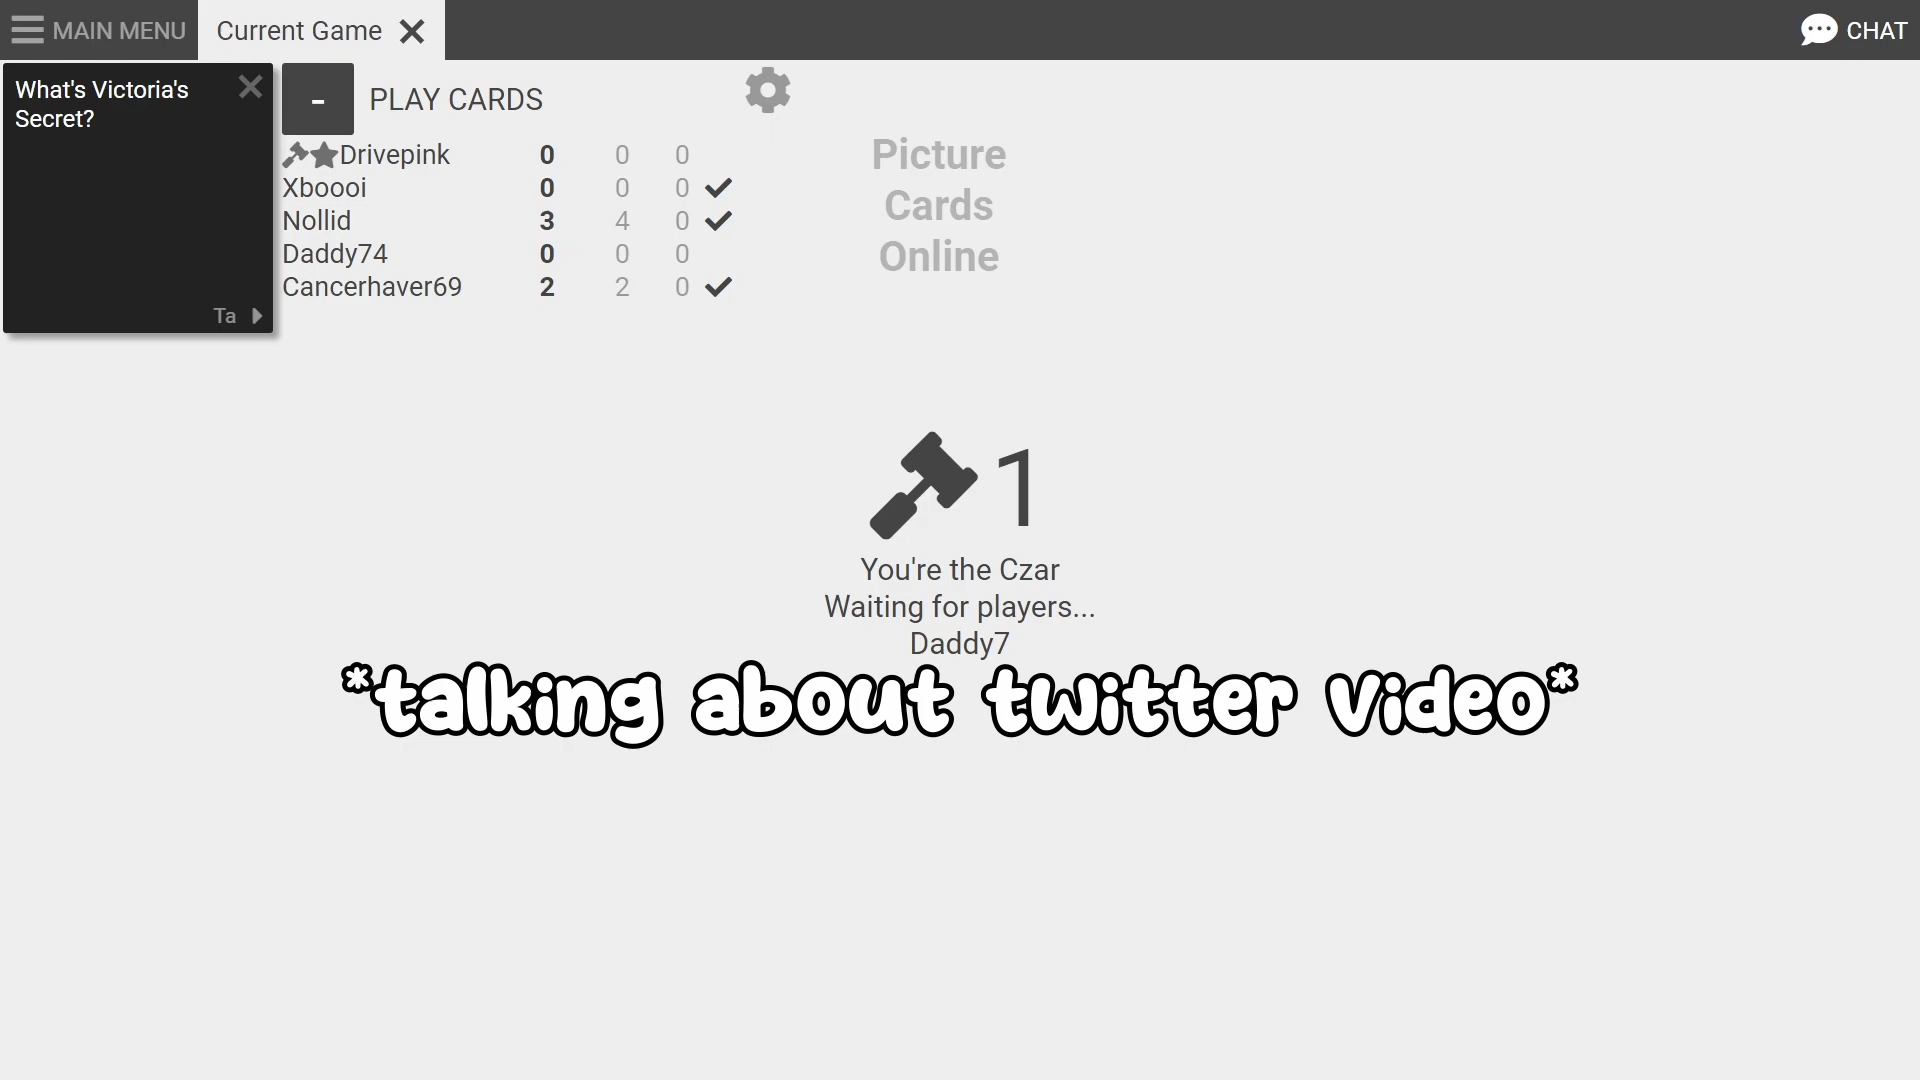 MAIN MENU
Current Game
CHAT
What's Victoria's
Secret?
Ta
-
PLAY CARDS
Drivepink 0 0 0
Xboooi 0 0 0
Nollid 3 4 0
Daddy74 0 0 0
Cancerhaver69 2 2 0
Picture
Cards
Online
1
You're the Czar
Waiting for players...
Daddy7
*talking about twitter video*